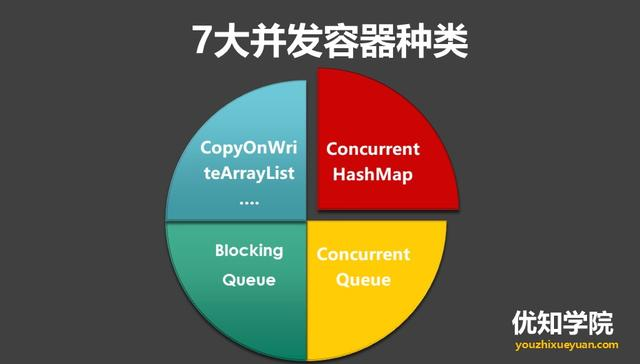 7大并发容器种类
CopyOnWri
teArrayList
....
Concurrent
HashMap
Blocking
Queue
Concurrent
Queue
优知学院
youzhixueyuan.com